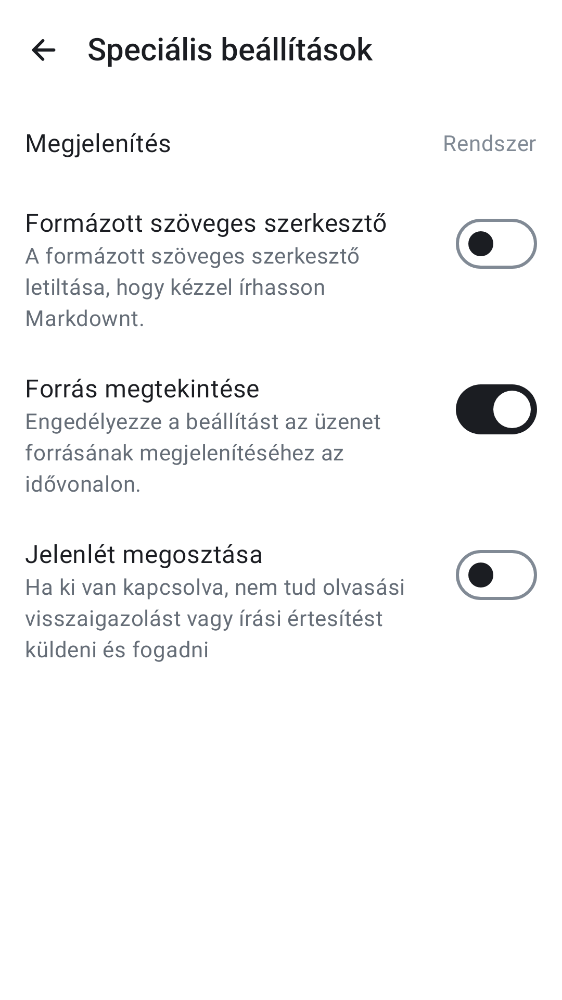 Speciális beállítások
Megjelenítés
Rendszer
Formázott szöveges szerkesztő
A formázott szöveges szerkesztő
letiltása, hogy kézzel írhasson
Markdownt.
Forrás megtekintése
Engedélyezze a beállítást az üzenet
forrásának megjelenítéséhez az
idővonalon.
Jelenlét megosztása
Ha ki van kapcsolva, nem tud olvasási
visszaigazolást vagy írási értesítést
küldeni és fogadni